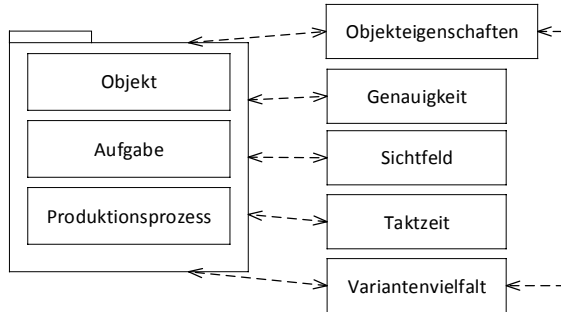 Objekteigenschaften
Objekt
Genauigkeit
Aufgabe
Sichtfeld
Produktionsprozess
Taktzeit
Variantenvielfalt